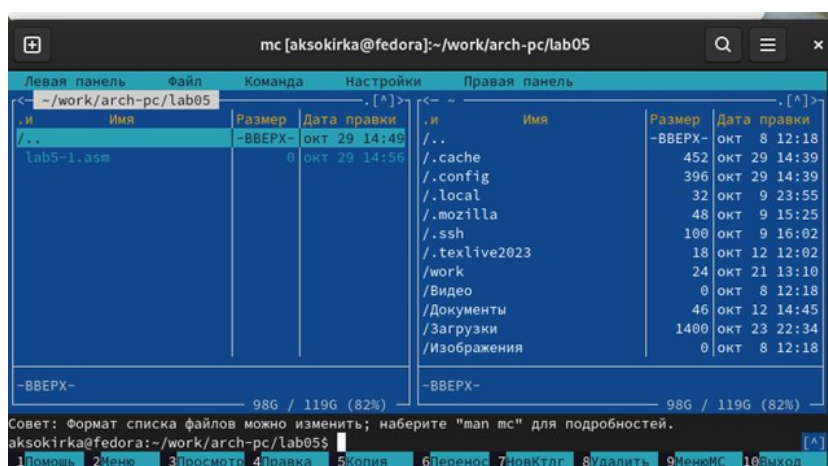 mc [aksokirka@fedora]:~/work/arch-pc/lab05
Левая панель Файл Команда Настройки Правая панель
<— ~/work/arch-pc/lab05 .[^]>
.и Имя Размер Дата правки
/.. -ВВЕРХ- окт 29 14:49
lab5-1.asm 0 окт 29 14:56
-ВВЕРХ-
98G / 119G (82%)
<— ~ .[^]>
.и Имя Размер Дата правки
/.. -ВВЕРХ- окт 8 12:18
/.cache 452 окт 29 14:39
/.config 396 окт 29 14:39
/.local 32 окт 9 23:55
/.mozilla 48 окт 9 15:25
/.ssh 100 окт 9 16:02
/.texlive2023 18 окт 12 12:02
/work 24 окт 21 13:10
/Видео 0 окт 8 12:18
/Документы 46 окт 12 14:45
/Загрузки 1400 окт 23 22:34
/Изображения 0 окт 8 12:18
-ВВЕРХ-
98G / 119G (82%)
Совет: Формат списка файлов можно изменить; наберите "man mc" для подробностей.
aksokirka@fedora:~/work/arch-pc/lab05$ [^]
1Помощь 2Меню 3Просмотр 4Правка 5Копия 6Перенос 7НовКтлг 8Удалить 9МенюMC 10Выход